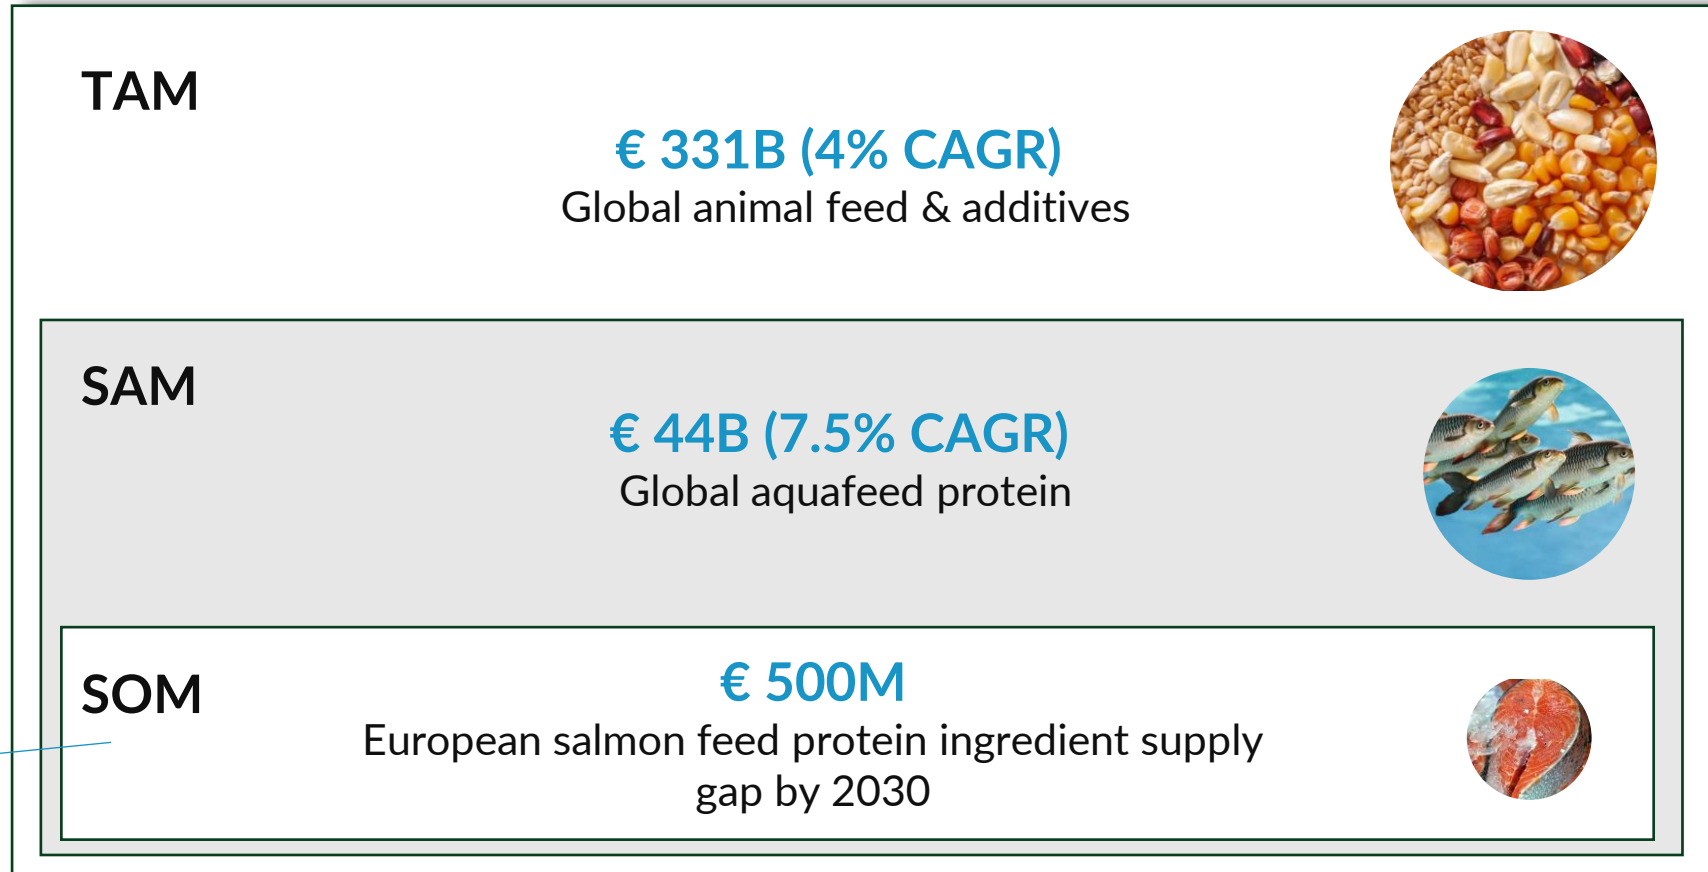 TAM
€ 331B (4% CAGR)
Global animal feed & additives
SAM
€ 44B (7.5% CAGR)
Global aquafeed protein
SOM
€ 500M
European salmon feed protein ingredient supply
gap by 2030